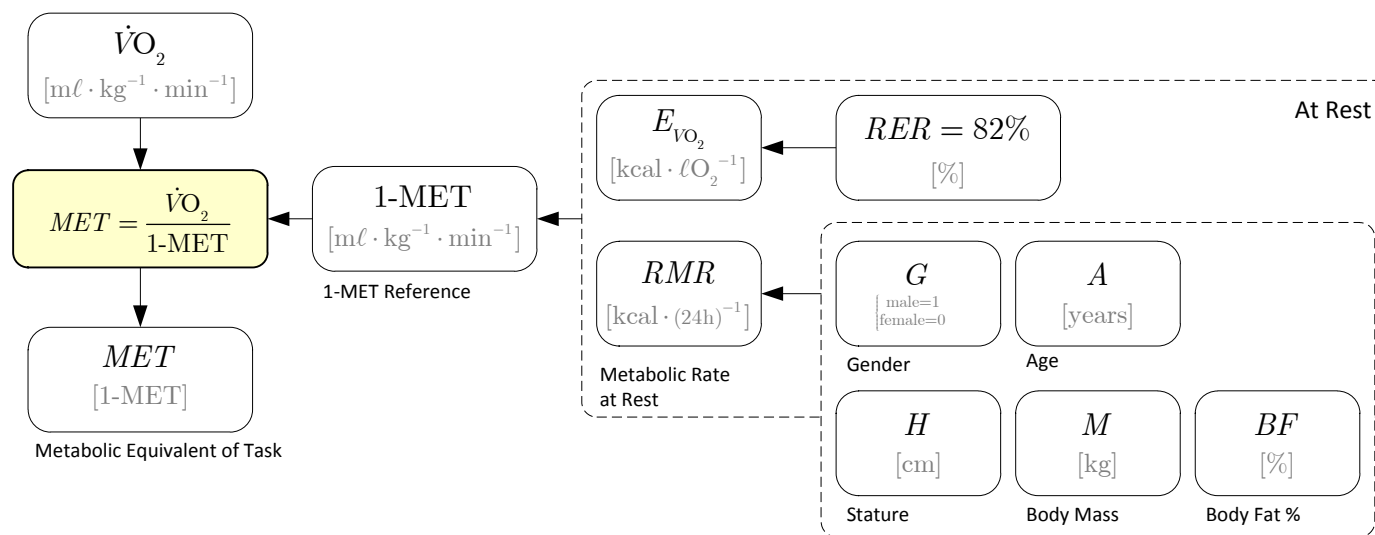 V̇O₂
[mℓ · kg⁻¹ · min⁻¹]
MET = V̇O₂ / 1-MET
MET
[1-MET]
Metabolic Equivalent of Task
1-MET
[mℓ · kg⁻¹ · min⁻¹]
1-MET Reference
At Rest
E_V̇O₂
[kcal · ℓO₂⁻¹]
RER = 82%
[%]
RMR
[kcal · (24h)⁻¹]
Metabolic Rate
at Rest
G
{male=1
female=0
Gender
A
[years]
Age
H
[cm]
Stature
M
[kg]
Body Mass
BF
[%]
Body Fat %